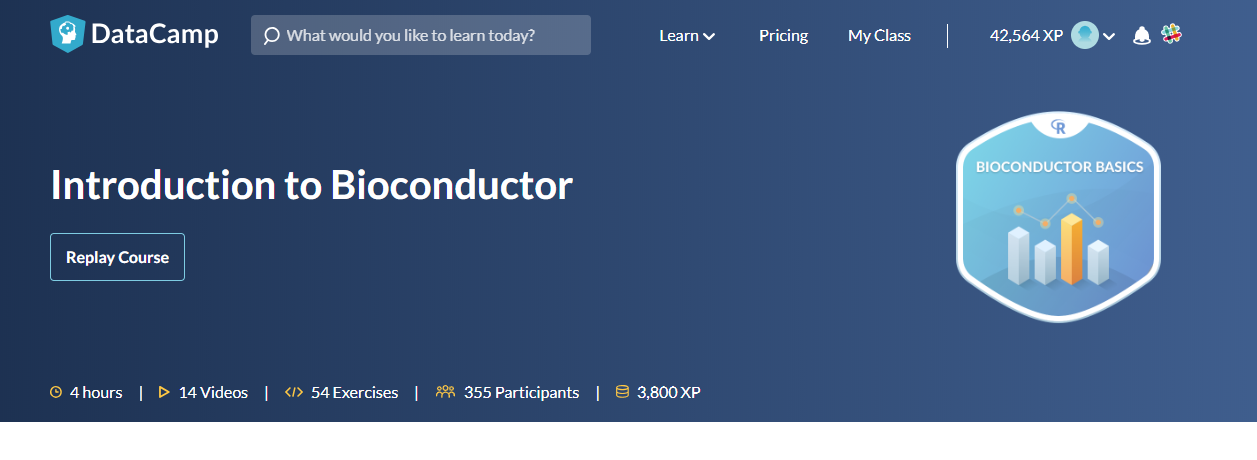 DataCamp What would you like to learn today? Learn Pricing My Class 42,564 XP
R
BIOCONDUCTOR BASICS
Introduction to Bioconductor
Replay Course
4 hours | 14 Videos | 54 Exercises | 355 Participants | 3,800 XP